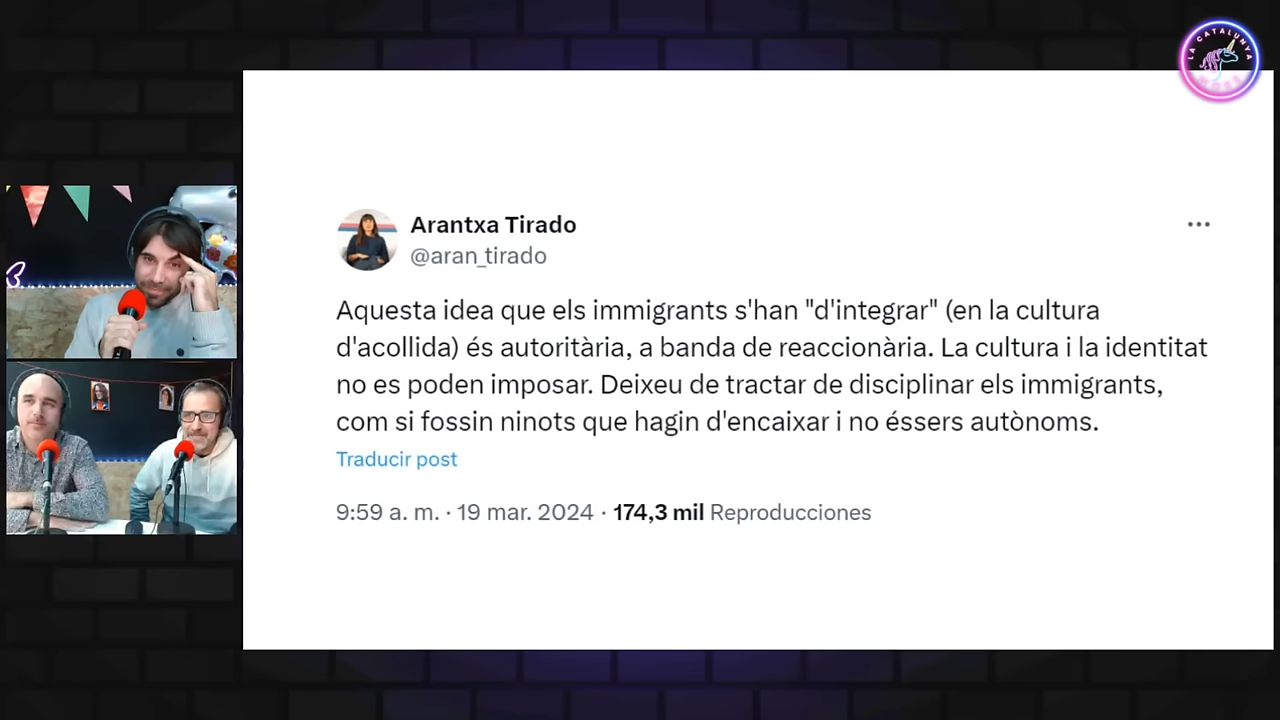 LA CATALUNYA
Arantxa Tirado
@aran_tirado
Aquesta idea que els immigrants s'han "d'integrar" (en la cultura
d'acollida) és autoritària, a banda de reaccionària. La cultura i la identitat
no es poden imposar. Deixeu de tractar de disciplinar els immigrants,
com si fossin ninots que hagin d'encaixar i no éssers autònoms.
Traducir post
9:59 a. m. · 19 mar. 2024 · 174,3 mil Reproducciones